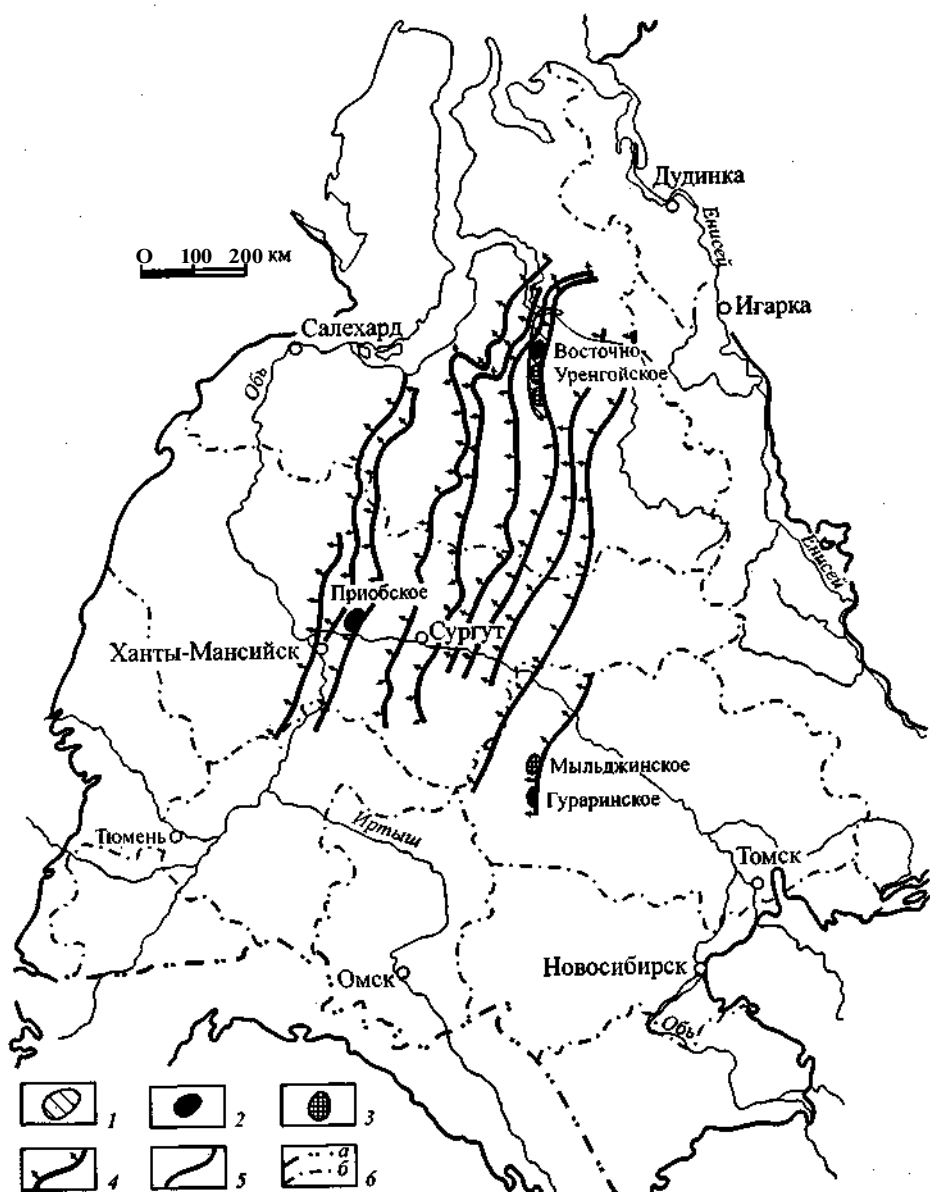 Дудинка
Енисей
0 100 200 км
Игарка
Салехард
Восточно-
Уренгойское
Обь
Енисей
Приобское
Сургут
Ханты-Мансийск
Мыльджинское
Гураринское
Иртыш
Тюмень
Томск
Новосибирск
Омск
Обь
1 2 3
4 5 а б 6